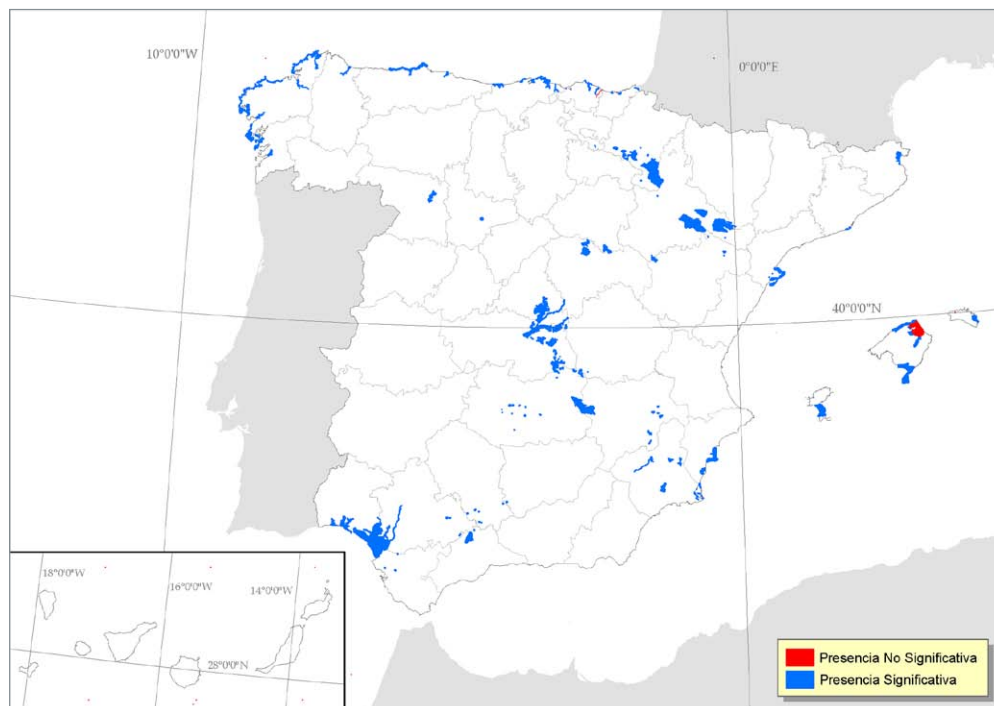 10°0'0"W
0°0'0"E
40°0'0"N
18°0'0"W
16°0'0"W
14°0'0"W
28°0'0"N
Presencia No Significativa
Presencia Significativa